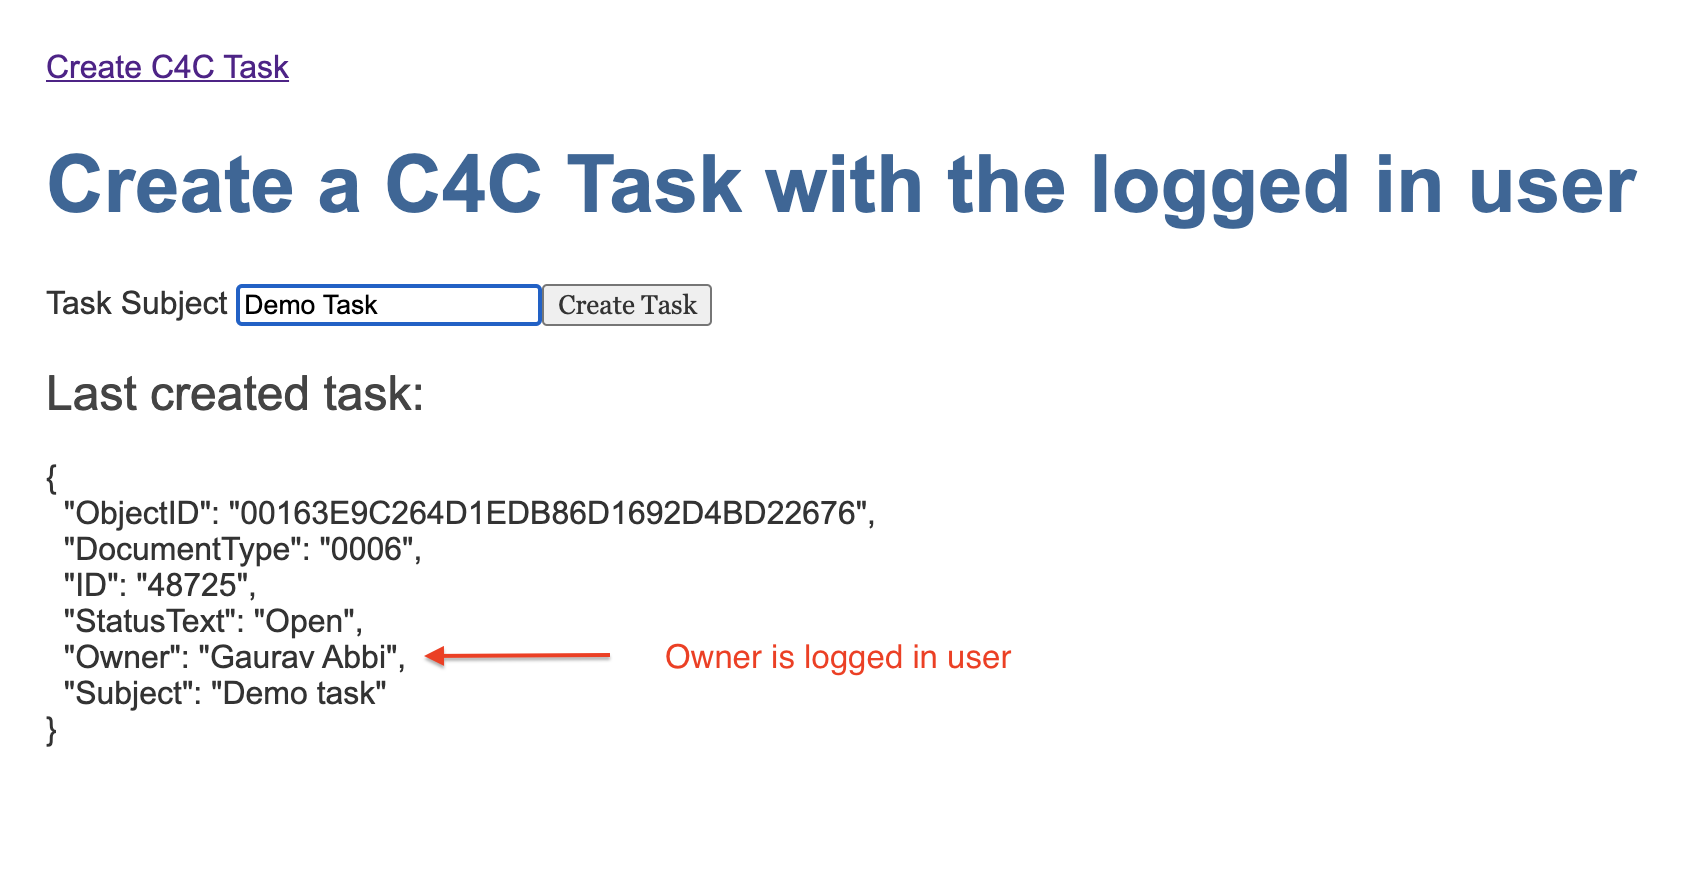 Create C4C Task
Create a C4C Task with the logged in user
Task Subject Demo Task Create Task
Last created task:
{
"ObjectID": "00163E9C264D1EDB86D1692D4BD22676",
"DocumentType": "0006",
"ID": "48725",
"StatusText": "Open",
"Owner": "Gaurav Abbi", Owner is logged in user
"Subject": "Demo task"
}